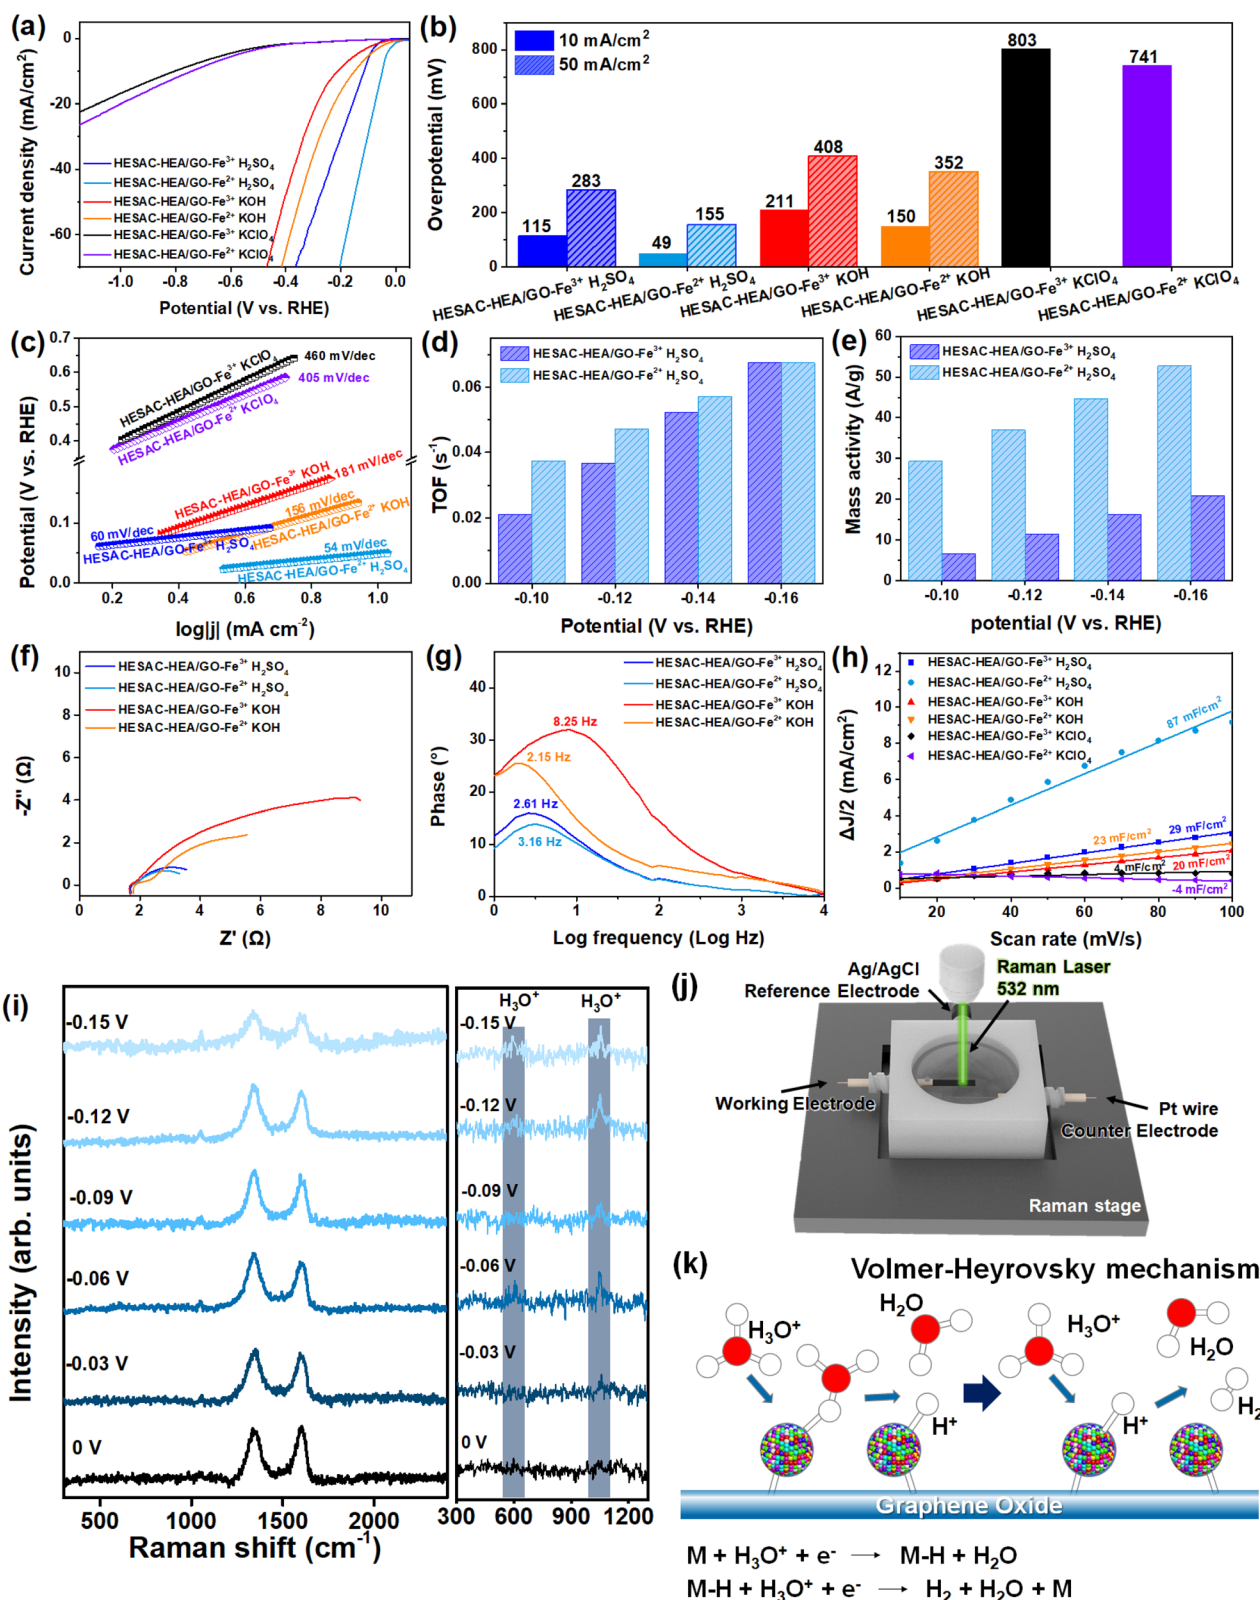 (a)
0
-20
-40
-60
Current density (mA/cm²)
HESAC-HEA/GO-Fe³⁺ H₂SO₄
HESAC-HEA/GO-Fe²⁺ H₂SO₄
HESAC-HEA/GO-Fe³⁺ KOH
HESAC-HEA/GO-Fe²⁺ KOH
HESAC-HEA/GO-Fe³⁺ KClO₄
HESAC-HEA/GO-Fe²⁺ KClO₄
-1.0 -0.8 -0.6 -0.4 -0.2 0.0
Potential (V vs. RHE)
(b)
10 mA/cm²
50 mA/cm²
Overpotential (mV)
800
600
400
200
0
115 283 49 155 211 408 150 352 803 741
HESAC-HEA/GO-Fe³⁺ H₂SO₄
HESAC-HEA/GO-Fe²⁺ H₂SO₄
HESAC-HEA/GO-Fe³⁺ KOH
HESAC-HEA/GO-Fe²⁺ KOH
HESAC-HEA/GO-Fe³⁺ KClO₄
HESAC-HEA/GO-Fe²⁺ KClO₄
(c)
0.7
0.6
0.5
0.4
0.1
0.0
Potential (V vs. RHE)
HESAC-HEA/GO-Fe³⁺ KClO₄
460 mV/dec
405 mV/dec
HESAC-HEA/GO-Fe²⁺ KClO₄
HESAC-HEA/GO-Fe³⁺ KOH
181 mV/dec
156 mV/dec
HESAC-HEA/GO-Fe²⁺ KOH
60 mV/dec
HESAC-HEA/GO-Fe³⁺ H₂SO₄
54 mV/dec
HESAC-HEA/GO-Fe²⁺ H₂SO₄
0.2 0.4 0.6 0.8 1.0
log|j| (mA cm⁻²)
(d)
HESAC-HEA/GO-Fe³⁺ H₂SO₄
HESAC-HEA/GO-Fe²⁺ H₂SO₄
TOF (s⁻¹)
0.06
0.04
0.02
0.00
-0.10 -0.12 -0.14 -0.16
Potential (V vs. RHE)
(e)
HESAC-HEA/GO-Fe³⁺ H₂SO₄
HESAC-HEA/GO-Fe²⁺ H₂SO₄
Mass activity (A/g)
60
50
40
30
20
10
0
-0.10 -0.12 -0.14 -0.16
potential (V vs. RHE)
(f)
HESAC-HEA/GO-Fe³⁺ H₂SO₄
HESAC-HEA/GO-Fe²⁺ H₂SO₄
HESAC-HEA/GO-Fe³⁺ KOH
HESAC-HEA/GO-Fe²⁺ KOH
-Z'' (Ω)
10
8
6
4
2
0
0 2 4 6 8 10
Z' (Ω)
(g)
HESAC-HEA/GO-Fe³⁺ H₂SO₄
HESAC-HEA/GO-Fe²⁺ H₂SO₄
HESAC-HEA/GO-Fe³⁺ KOH
HESAC-HEA/GO-Fe²⁺ KOH
Phase (°)
40
30
20
10
0
8.25 Hz
2.15 Hz
2.61 Hz
3.16 Hz
0 1 2 3 4
Log frequency (Log Hz)
(h)
HESAC-HEA/GO-Fe³⁺ H₂SO₄
HESAC-HEA/GO-Fe²⁺ H₂SO₄
HESAC-HEA/GO-Fe³⁺ KOH
HESAC-HEA/GO-Fe²⁺ KOH
HESAC-HEA/GO-Fe³⁺ KClO₄
HESAC-HEA/GO-Fe²⁺ KClO₄
ΔJ/2 (mA/cm²)
12
10
8
6
4
2
0
87 mF/cm²
29 mF/cm²
23 mF/cm²
4 mF/cm²
20 mF/cm²
-4 mF/cm²
20 40 60 80 100
Scan rate (mV/s)
(i)
Intensity (arb. units)
-0.15 V
-0.12 V
-0.09 V
-0.06 V
-0.03 V
0 V
500 1000 1500 2000
H₃O⁺ H₃O⁺
-0.15 V
-0.12 V
-0.09 V
-0.06 V
-0.03 V
0 V
300 600 900 1200
Raman shift (cm⁻¹)
(j)
Ag/AgCl
Reference Electrode
Raman Laser
532 nm
Working Electrode
Pt wire
Counter Electrode
Raman stage
(k)
Volmer-Heyrovsky mechanism
H₃O⁺
H₂O
H⁺
H₃O⁺
H₂O
H⁺
H₂
Graphene Oxide
M + H₃O⁺ + e⁻ → M-H + H₂O
M-H + H₃O⁺ + e⁻ → H₂ + H₂O + M